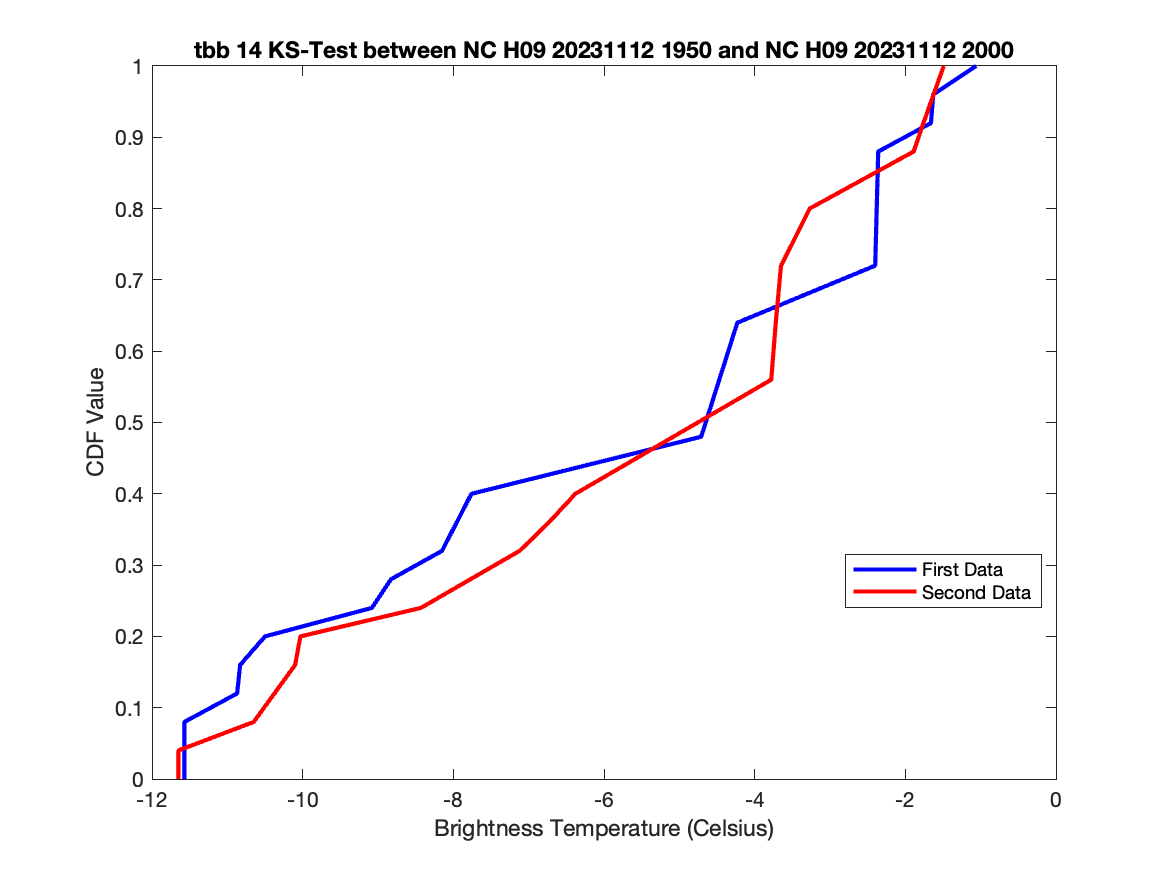 tbb 14 KS-Test between NC H09 20231112 1950 and NC H09 20231112 2000
CDF Value
1
0.9
0.8
0.7
0.6
0.5
0.4
0.3
0.2
0.1
0
First Data
Second Data
-12 -10 -8 -6 -4 -2 0
Brightness Temperature (Celsius)